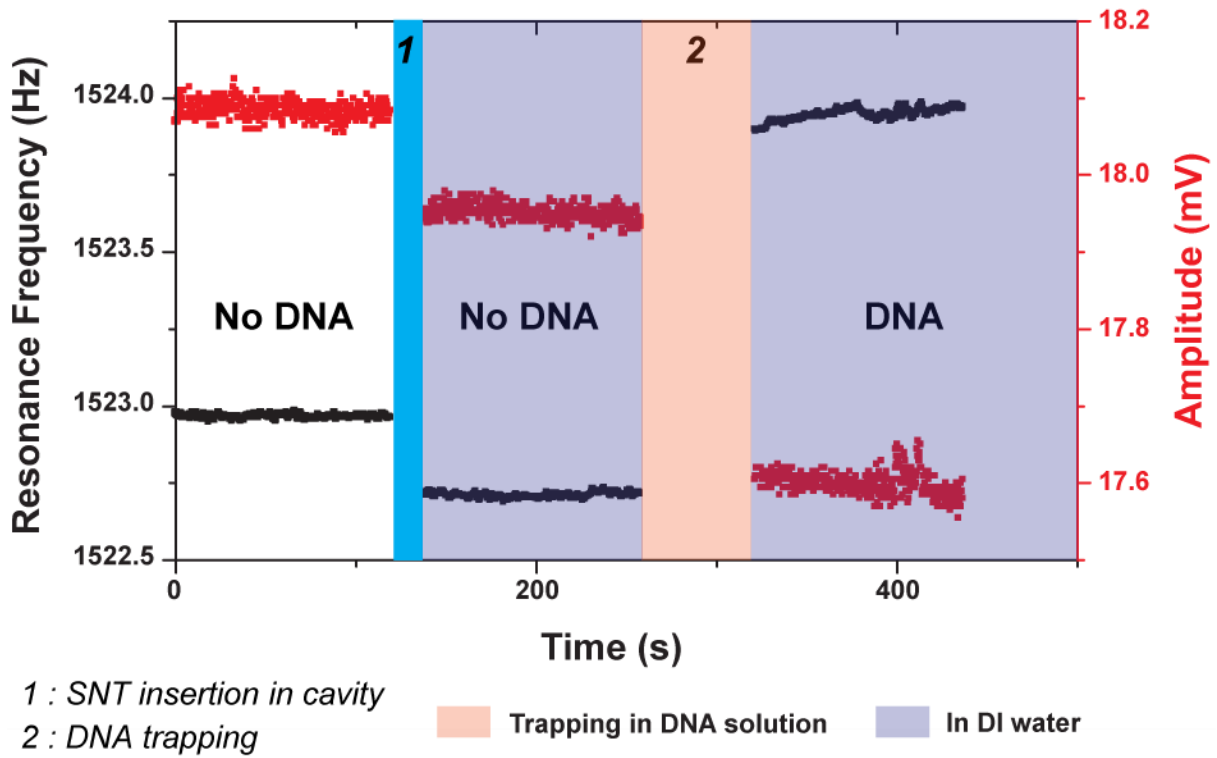 Resonance Frequency (Hz)
1524.0
1523.5
1523.0
1522.5
1
2
18.2
18.0
17.8
17.6
Amplitude (mV)
No DNA
No DNA
DNA
0
200
400
Time (s)
1 : SNT insertion in cavity
2 : DNA trapping
Trapping in DNA solution
In DI water